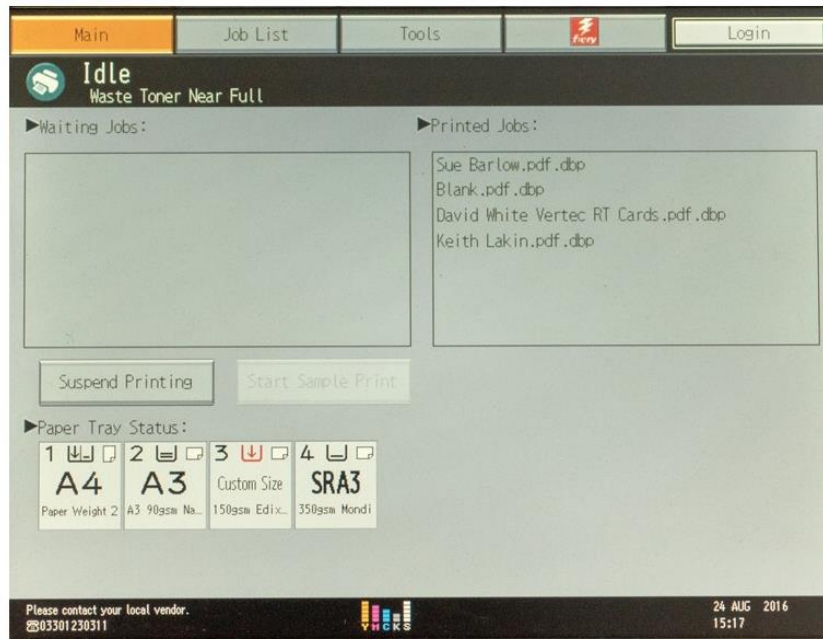 Main
Job List
Tools
fiery
Login
Idle
Waste Toner Near Full
▶Waiting Jobs:
▶Printed Jobs:
Sue Barlow.pdf.dbp
Blank.pdf.dbp
David White Vertec RT Cards.pdf.dbp
Keith Lakin.pdf.dbp
Suspend Printing
Start Sample Print
▶Paper Tray Status:
1
A4
Paper Weight 2
2
A3
A3 90gsm Na…
3
Custom Size
150gsm Edix…
4
SRA3
350gsm Mondi
Please contact your local vendor.
☎03301230311
Y M C K S
24 AUG 2016
15:17